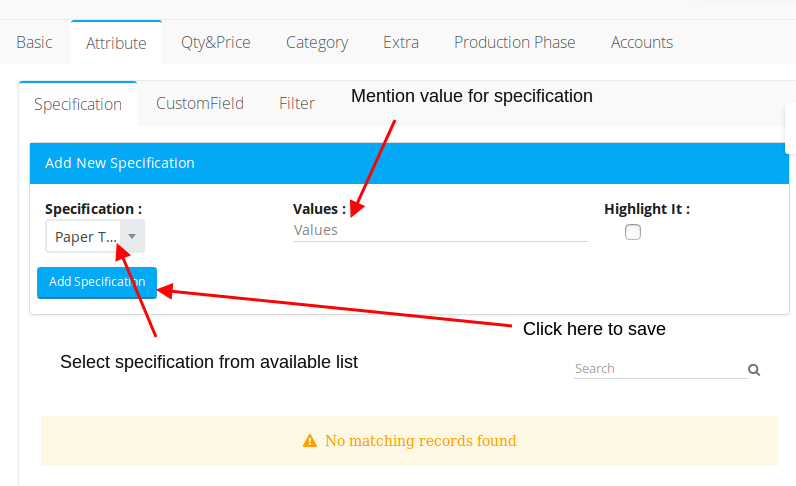 Basic
Attribute
Qty&Price
Category
Extra
Production Phase
Accounts
Specification
CustomField
Filter
Mention value for specification
Add New Specification
Specification :
Values :
Highlight It :
Paper T...
Values
Add Specification
Click here to save
Select specification from available list
Search
No matching records found